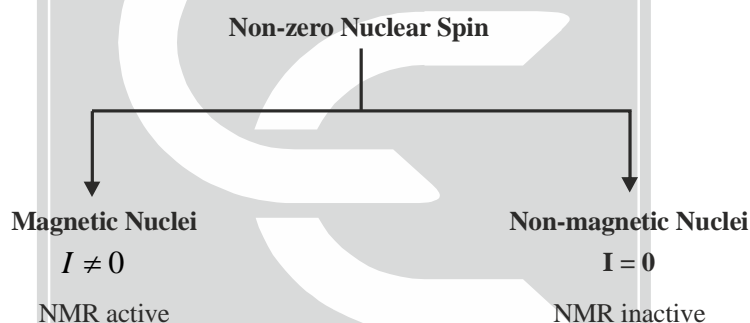 Non-zero Nuclear Spin
Magnetic Nuclei
I ≠ 0
NMR active
Non-magnetic Nuclei
I = 0
NMR inactive